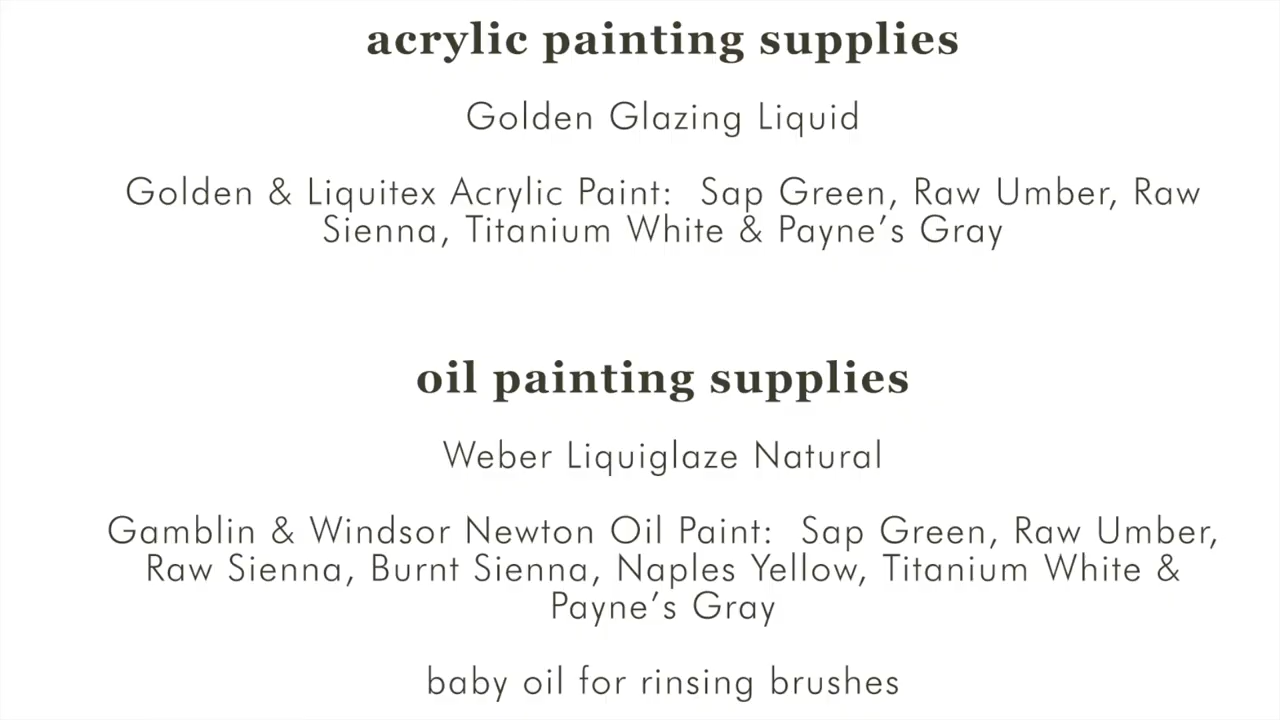 acrylic painting supplies
Golden Glazing Liquid
Golden & Liquitex Acrylic Paint:  Sap Green, Raw Umber, Raw
Sienna, Titanium White & Payne’s Gray
oil painting supplies
Weber Liquiglaze Natural
Gamblin & Windsor Newton Oil Paint:  Sap Green, Raw Umber,
Raw Sienna, Burnt Sienna, Naples Yellow, Titanium White &
Payne’s Gray
baby oil for rinsing brushes